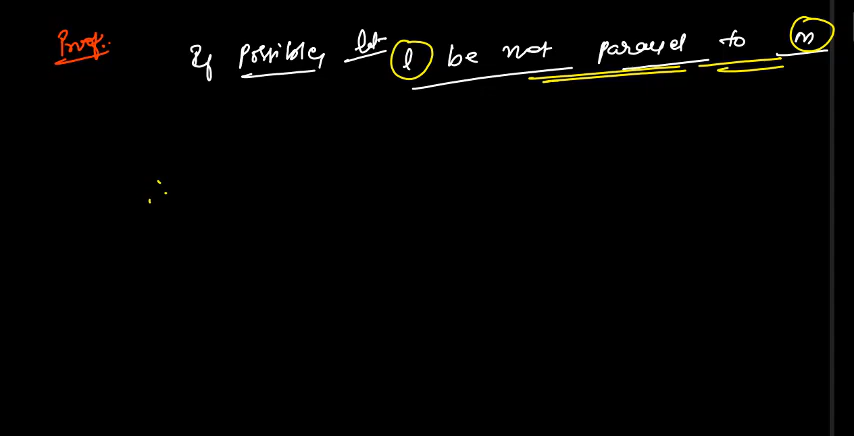 Proof..
If possible, let l be not parallel to n
∴